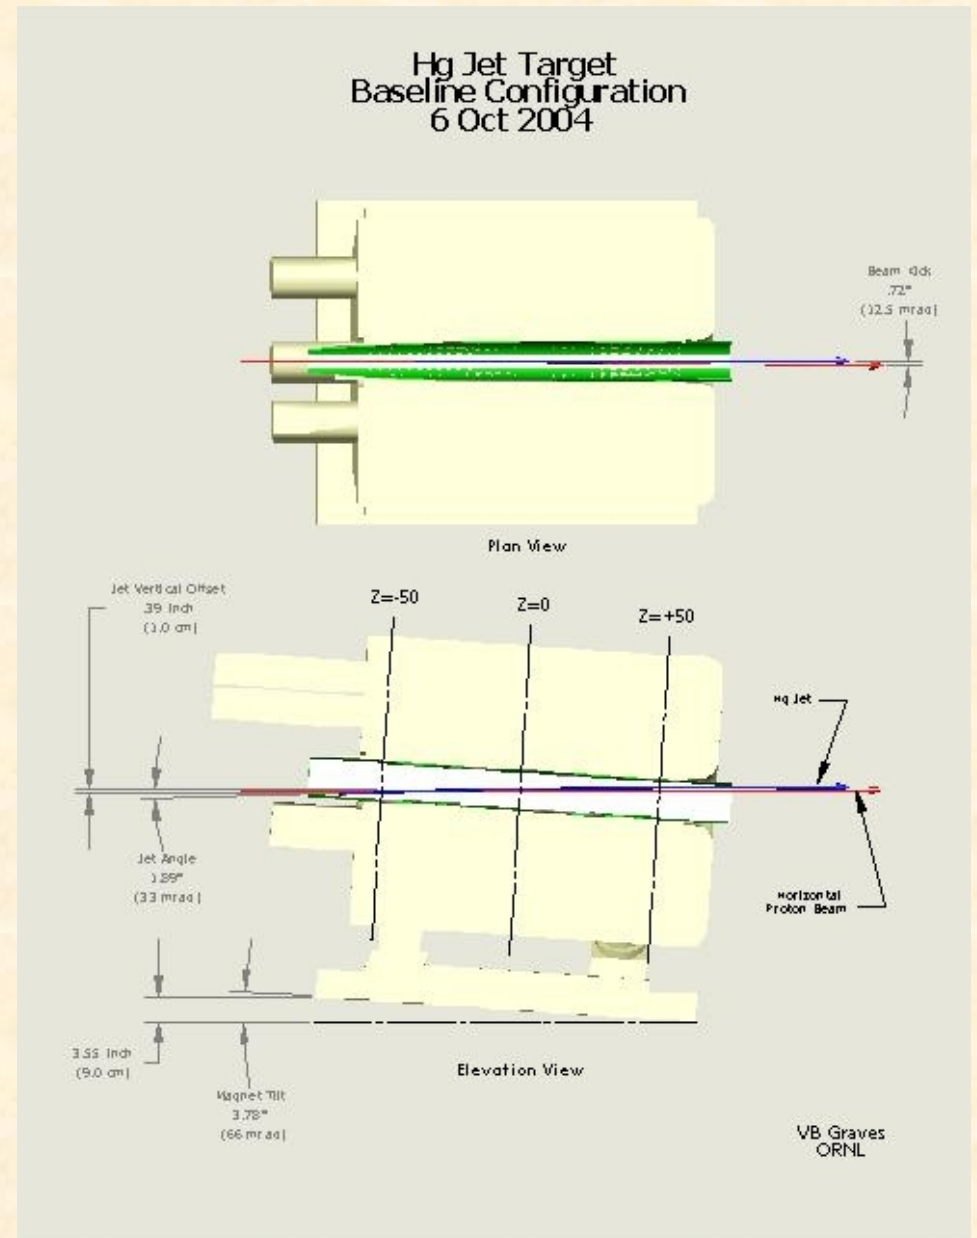 Hg Jet Target
Baseline Configuration
6 Oct 2004
Beam Kick
.72°
(12.5 mrad)
Plan View
Jet Vertical Offset
.39 inch
(1.0 cm)
Z=-50
Z=0
Z=+50
Hg Jet
Jet Angle
1.89°
(33 mrad)
Horizontal
Proton Beam
3.55 inch
(9.0 cm)
Elevation View
Magnet Tilt
3.78°
(66 mrad)
VB Graves
ORNL